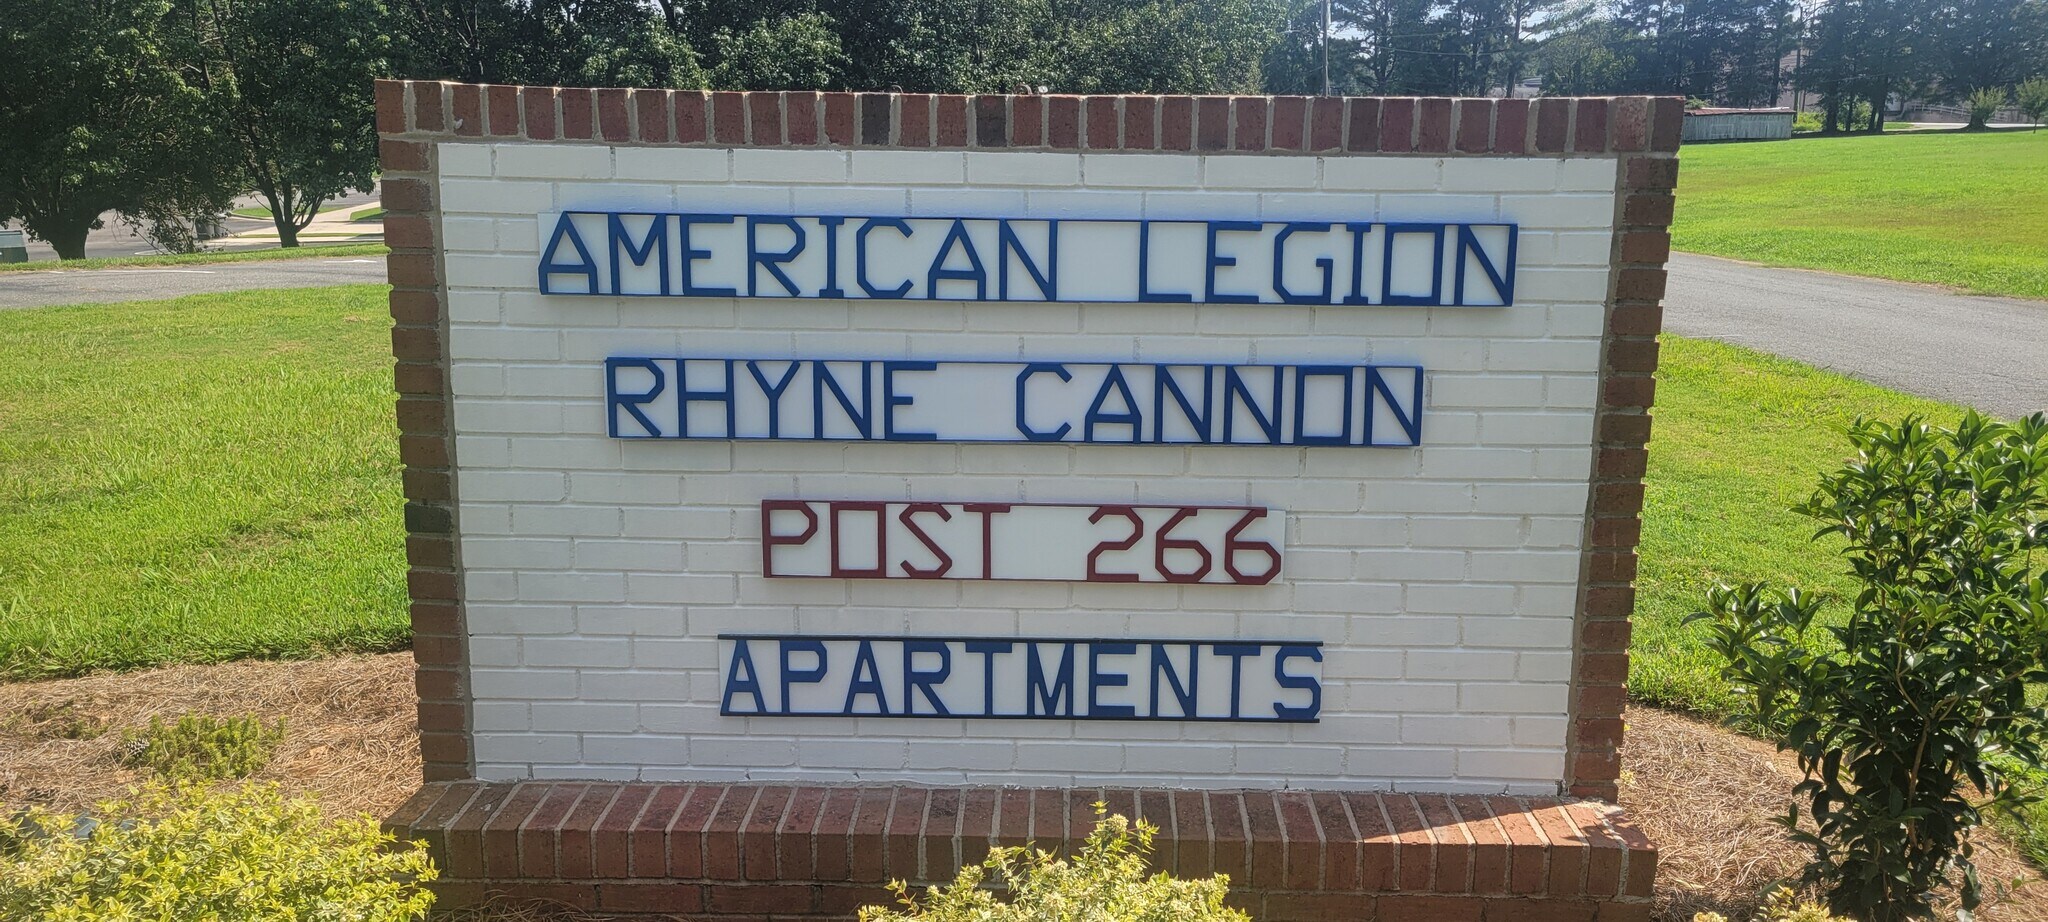 AMERICAN LEGION
RHYNE CANNON
POST 266
APARTMENTS